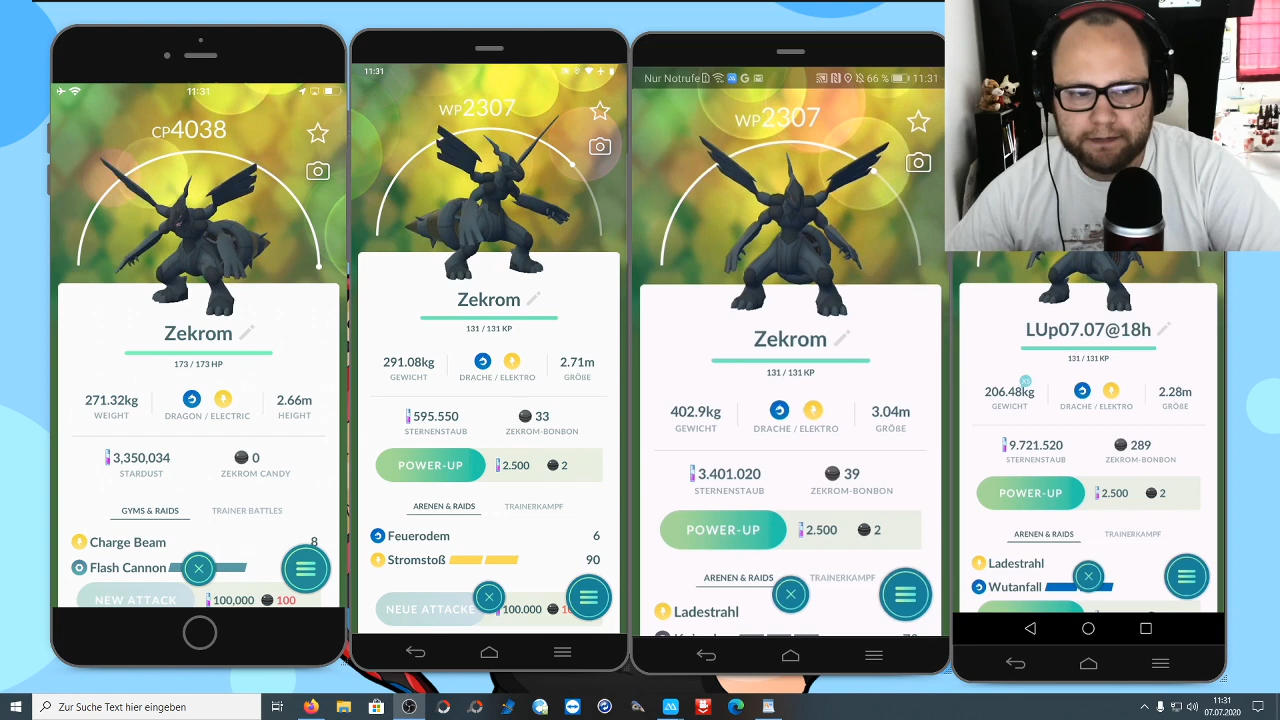 11:31
CP4038
Zekrom
173 / 173 HP
271.32kg
WEIGHT
DRAGON / ELECTRIC
2.66m
HEIGHT
3,350,034
STARDUST
0
ZEKROM CANDY
GYMS & RAIDS
TRAINER BATTLES
Charge Beam 8
Flash Cannon
NEW ATTACK 100,000 100
11:31
WP2307
Zekrom
131 / 131 KP
291.08kg
GEWICHT
DRACHE / ELEKTRO
2.71m
GRÖßE
595.550
STERNENSTAUB
33
ZEKROM-BONBON
POWER-UP 2.500 2
ARENEN & RAIDS
TRAINERKAMPF
Feuerodem 6
Stromstoß 90
NEUE ATTACKE 100.000
Nur Notrufe 66 % 11:31
WP2307
Zekrom
131 / 131 KP
402.9kg
GEWICHT
DRACHE / ELEKTRO
3.04m
GRÖßE
3.401.020
STERNENSTAUB
39
ZEKROM-BONBON
POWER-UP 2.500 2
ARENEN & RAIDS
TRAINERKAMPF
Ladestrahl
LUp07.07@18h
131 / 131 KP
XS
206.48kg
GEWICHT
DRACHE / ELEKTRO
2.28m
GRÖßE
9.721.520
STERNENSTAUB
289
ZEKROM-BONBON
POWER-UP 2.500 2
ARENEN & RAIDS
TRAINERKAMPF
Ladestrahl
Wutanfall
Zur Suche Text hier eingeben
11:31
07.07.2020